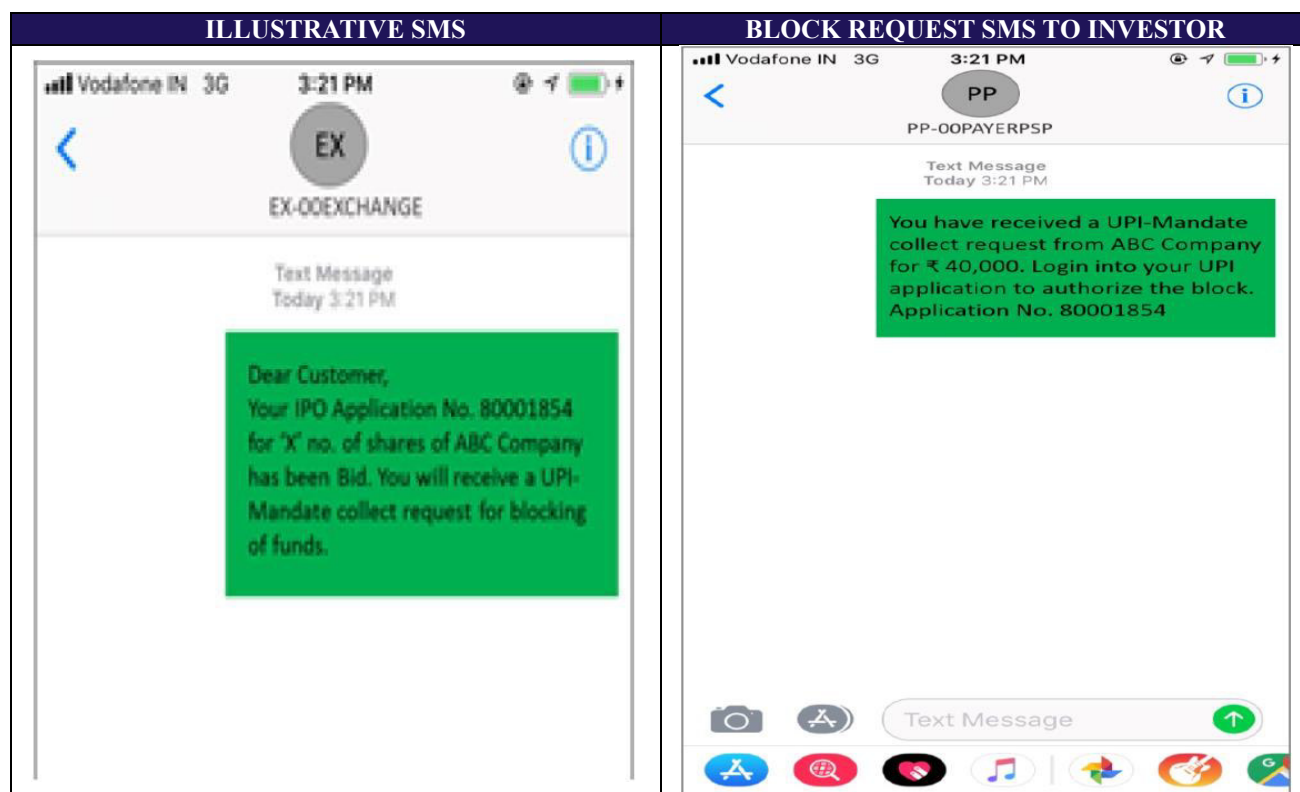 ILLUSTRATIVE SMS
Vodafone IN 3G 3:21 PM
EX
EX-00EXCHANGE
Text Message
Today 3:21 PM
Dear Customer,
Your IPO Application No. 80001854
for "X" no. of shares of ABC Company
has been Bid. You will receive a UPI-
Mandate collect request for blocking
of funds.
BLOCK REQUEST SMS TO INVESTOR
Vodafone IN 3G 3:21 PM
PP
PP-00PAYERPSP
Text Message
Today 3:21 PM
You have received a UPI-Mandate
collect request from ABC Company
for ₹ 40,000. Login into your UPI
application to authorize the block.
Application No. 80001854
Text Message
G